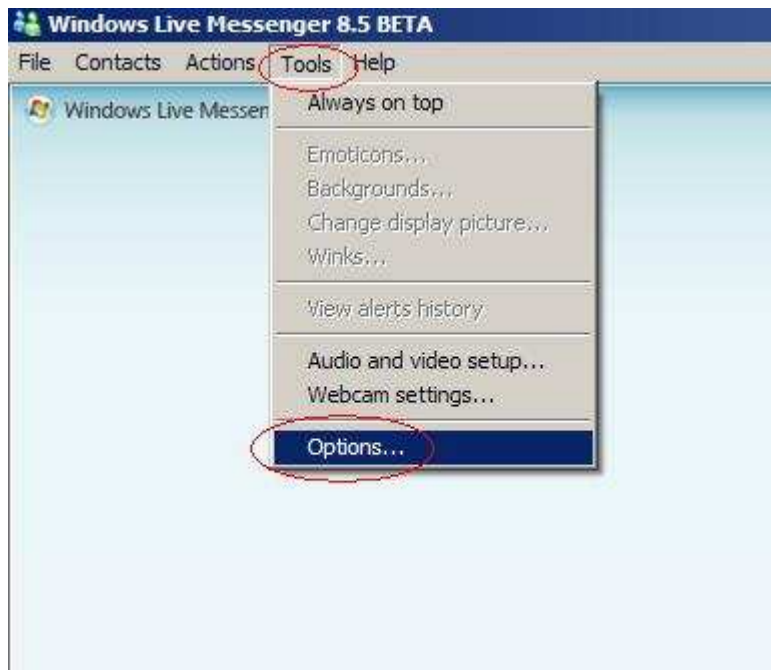 Windows Live Messenger 8.5 BETA
File Contacts Actions Tools Help
Windows Live Messen
Always on top
Emoticons...
Backgrounds...
Change display picture...
Winks...
View alerts history
Audio and video setup...
Webcam settings...
Options...